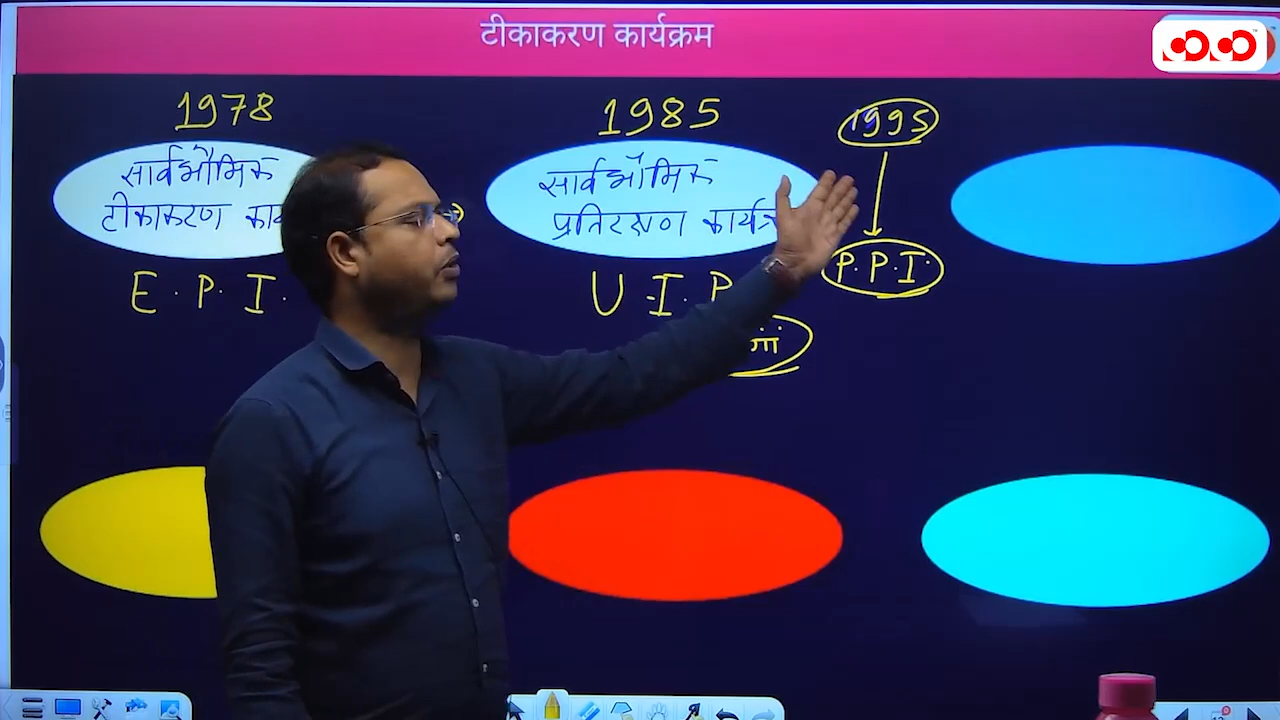 टीकाकरण कार्यक्रम
1978
सार्वभौमिक
टीकाकरण
E.P.I.
1985
सार्वभौमिक
प्रतिरक्षण
U.I.P
1995
P.P.I.